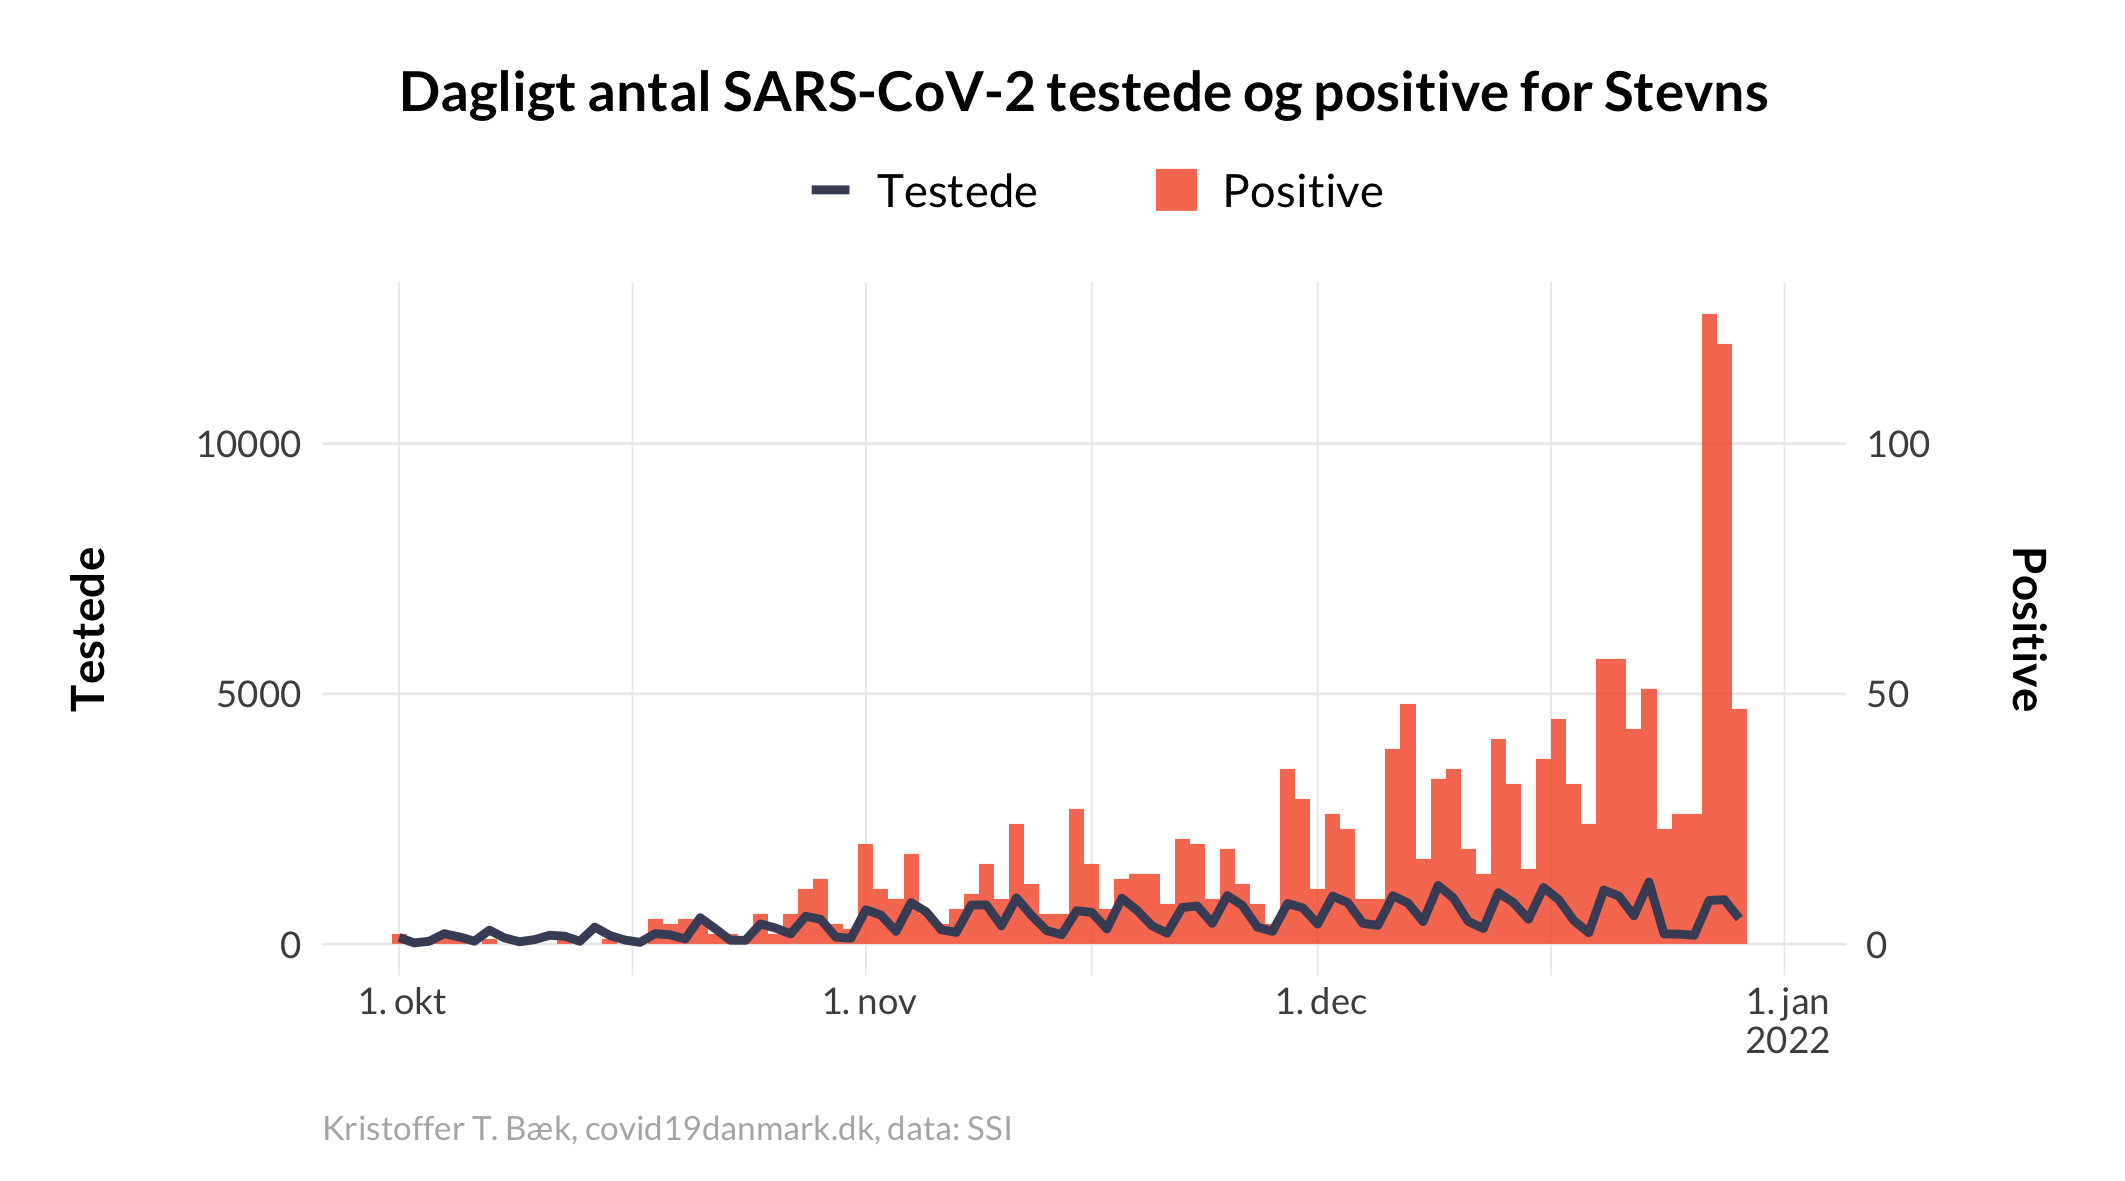 Dagligt antal SARS-CoV-2 testede og positive for Stevns
Testede
Positive
Testede
10000
5000
0
100
50
0
Positive
1. okt
1. nov
1. dec
1. jan
2022
Kristoffer T. Bæk, covid19danmark.dk, data: SSI